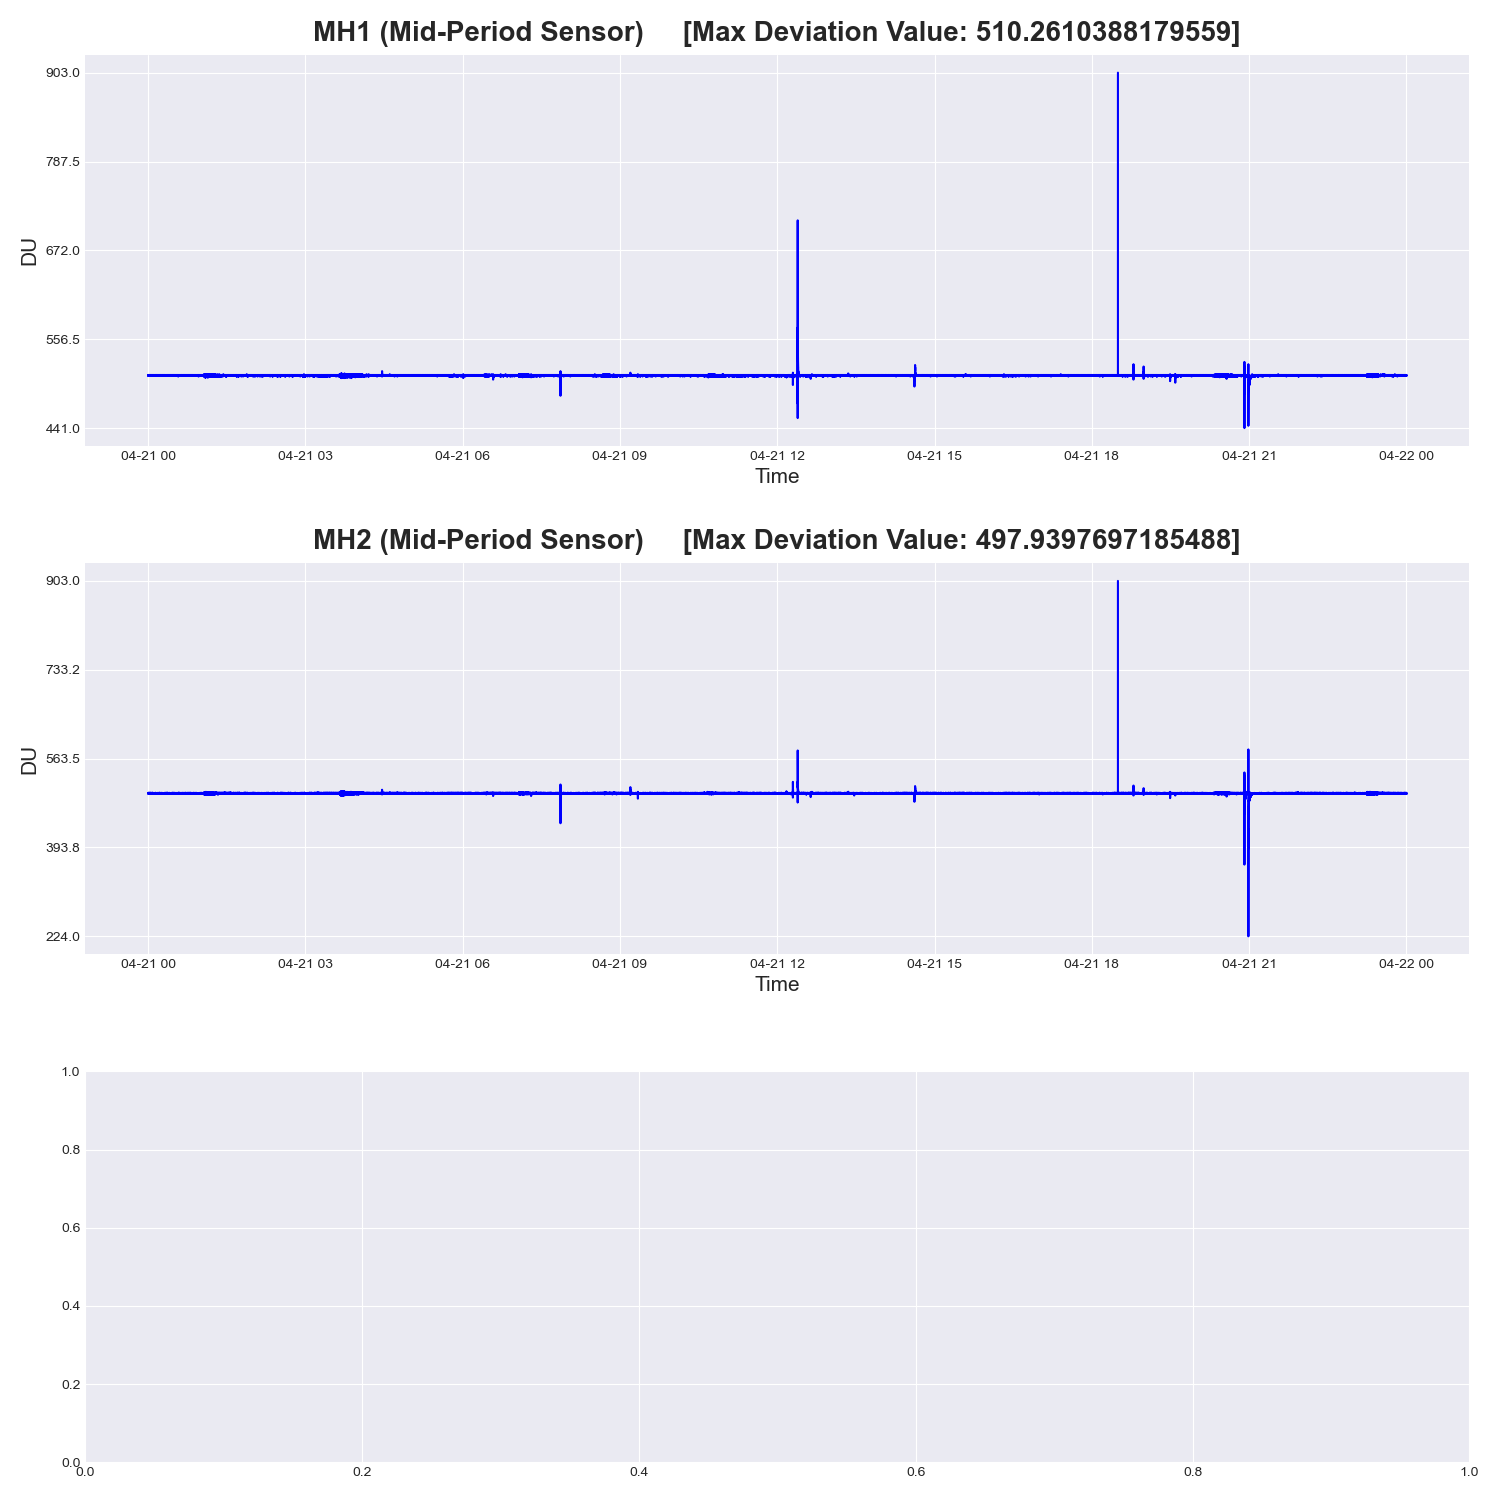 MH1 (Mid-Period Sensor)     [Max Deviation Value: 510.2610388179559]
903.0
787.5
672.0
556.5
441.0
DU
04-21 00 04-21 03 04-21 06 04-21 09 04-21 12 04-21 15 04-21 18 04-21 21 04-22 00
Time
MH2 (Mid-Period Sensor)     [Max Deviation Value: 497.9397697185488]
903.0
733.2
563.5
393.8
224.0
DU
04-21 00 04-21 03 04-21 06 04-21 09 04-21 12 04-21 15 04-21 18 04-21 21 04-22 00
Time
1.0
0.8
0.6
0.4
0.2
0.0
0.0 0.2 0.4 0.6 0.8 1.0